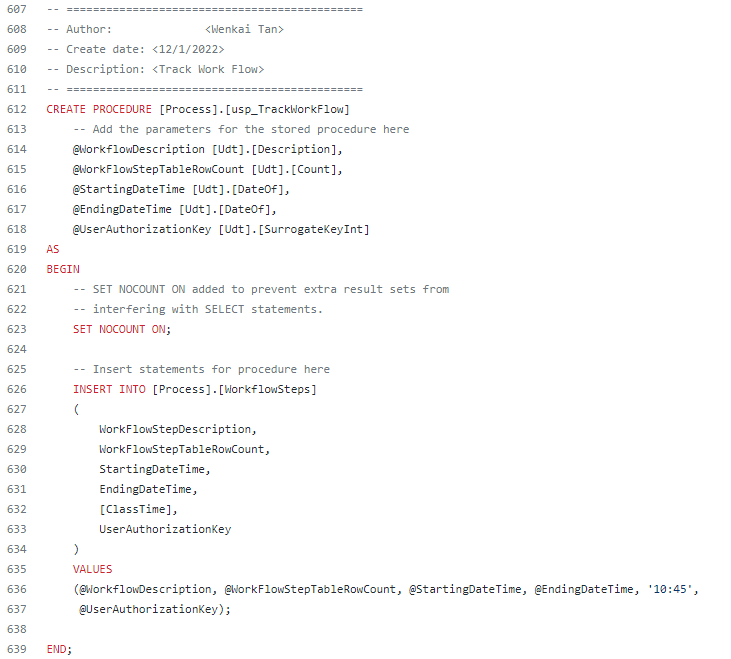 607 -- =============================================
608 -- Author:              <Wenkai Tan>
609 -- Create date: <12/1/2022>
610 -- Description: <Track Work Flow>
611 -- =============================================
612 CREATE PROCEDURE [Process].[usp_TrackWorkFlow]
613     -- Add the parameters for the stored procedure here
614     @WorkflowDescription [Udt].[Description],
615     @WorkFlowStepTableRowCount [Udt].[Count],
616     @StartingDateTime [Udt].[DateOf],
617     @EndingDateTime [Udt].[DateOf],
618     @UserAuthorizationKey [Udt].[SurrogateKeyInt]
619 AS
620 BEGIN
621     -- SET NOCOUNT ON added to prevent extra result sets from
622     -- interfering with SELECT statements.
623     SET NOCOUNT ON;
624
625     -- Insert statements for procedure here
626     INSERT INTO [Process].[WorkflowSteps]
627     (
628         WorkFlowStepDescription,
629         WorkFlowStepTableRowCount,
630         StartingDateTime,
631         EndingDateTime,
632         [ClassTime],
633         UserAuthorizationKey
634     )
635     VALUES
636     (@WorkflowDescription, @WorkFlowStepTableRowCount, @StartingDateTime, @EndingDateTime, '10:45',
637      @UserAuthorizationKey);
638
639 END;